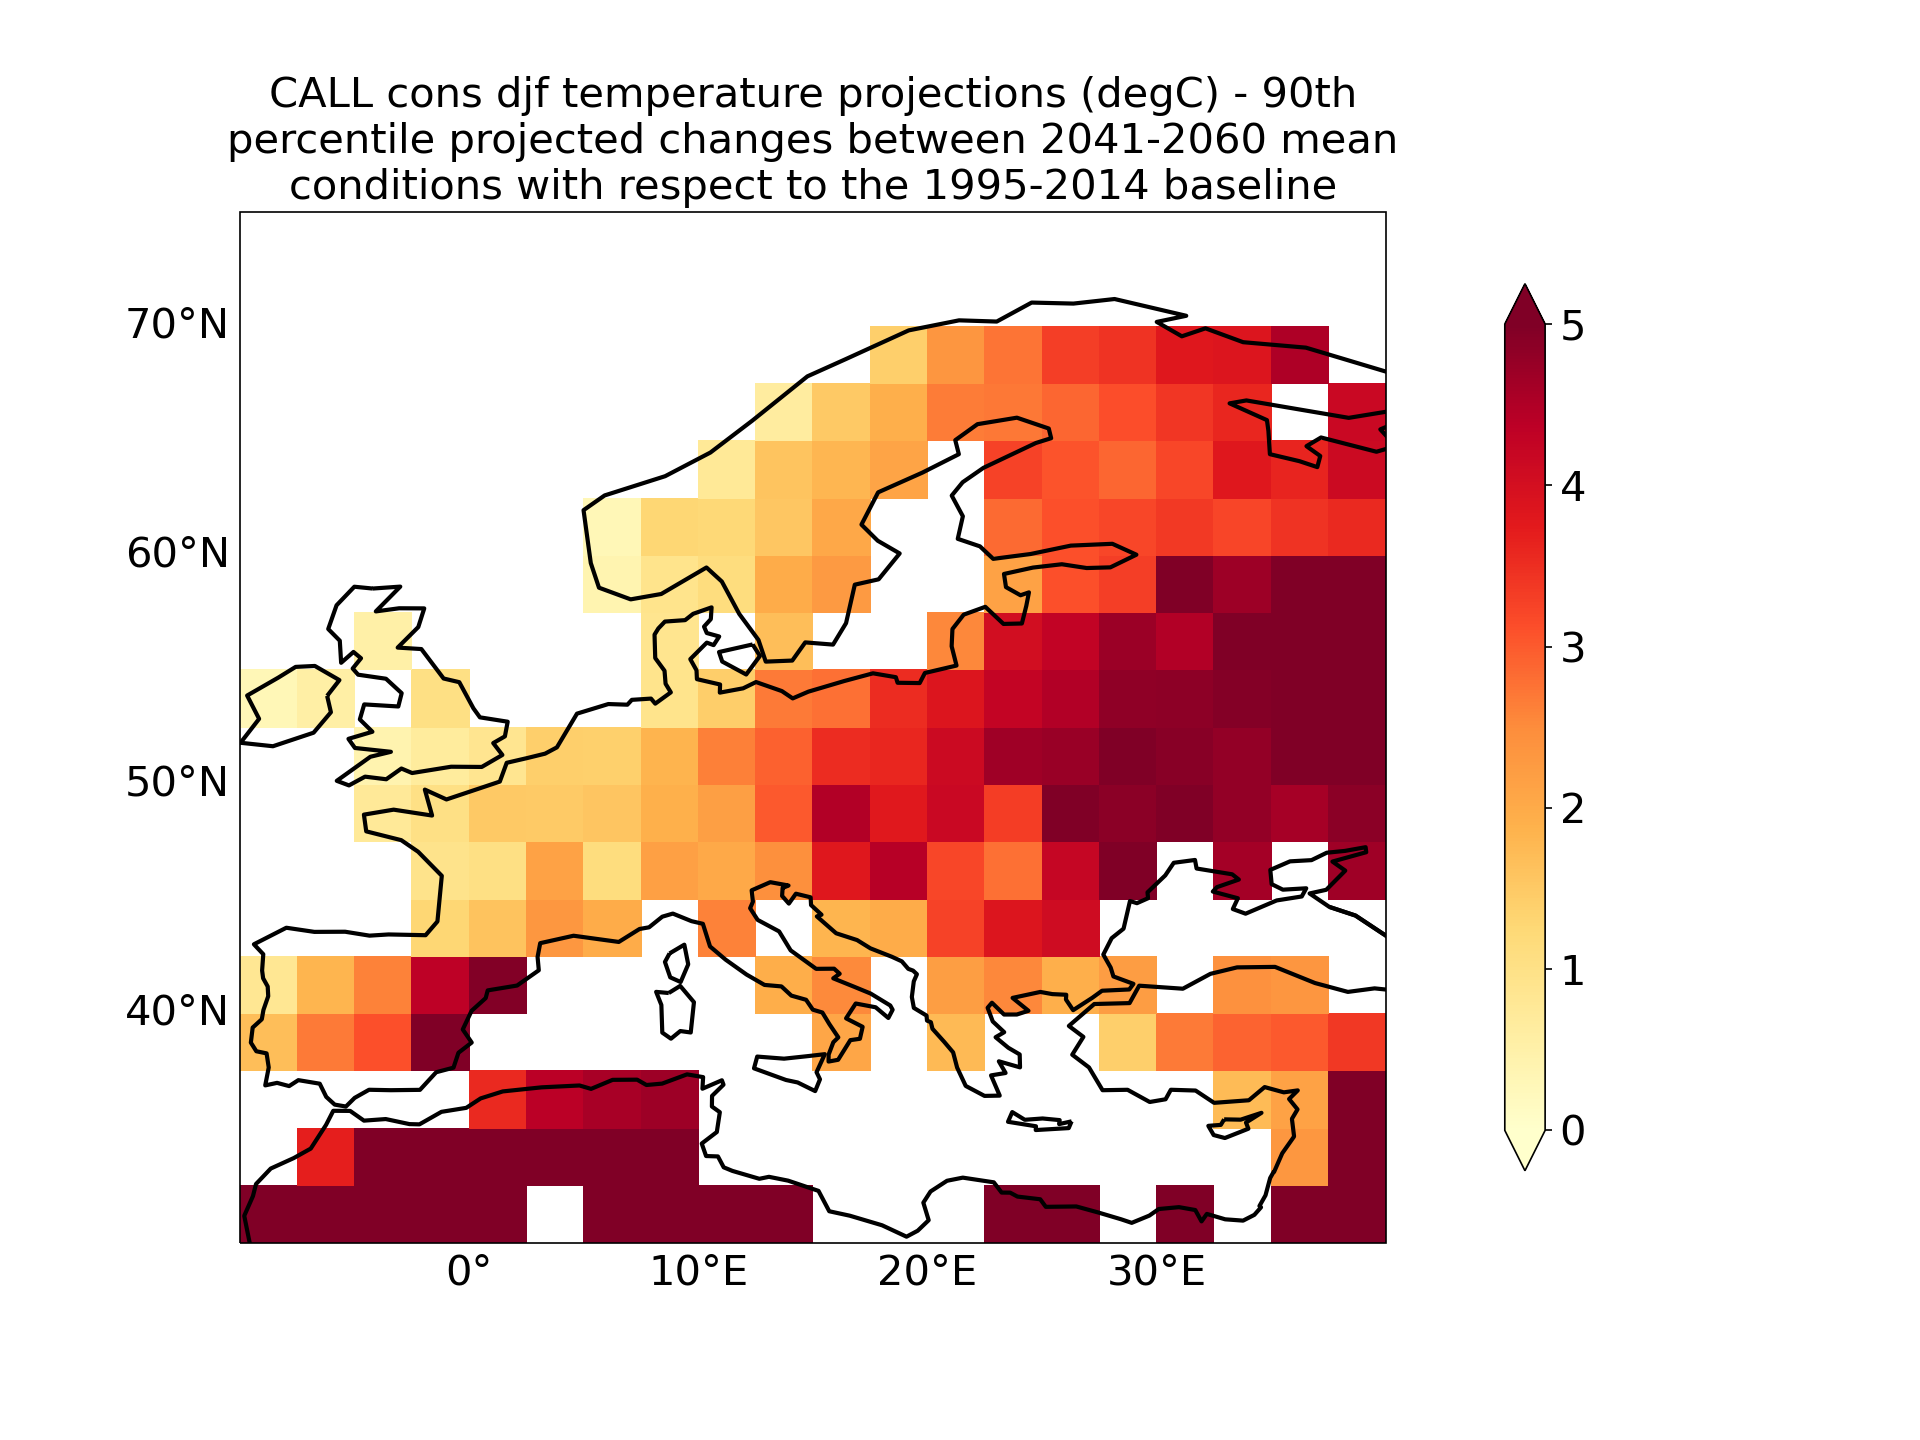 CALL cons djf temperature projections (degC) - 90th
percentile projected changes between 2041-2060 mean
conditions with respect to the 1995-2014 baseline
70°N
60°N
50°N
40°N
0°
10°E
20°E
30°E
5
4
3
2
1
0